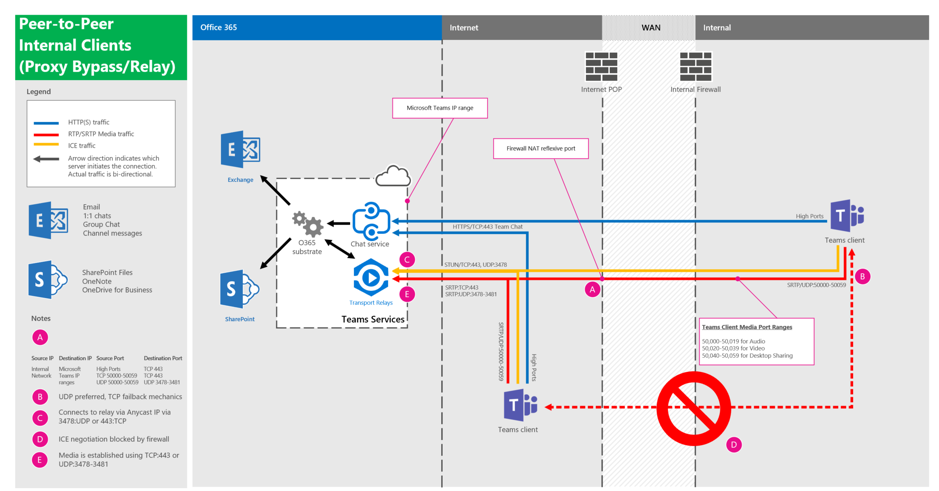 Peer-to-Peer
Internal Clients
(Proxy Bypass/Relay)
Legend
HTTP(S) traffic
RTP/SRTP Media traffic
ICE traffic
Arrow direction indicates which
server initiates the connection.
Actual traffic is bi-directional.
E
Email
1:1 chats
Group Chat
Channel messages
S
SharePoint Files
OneNote
OneDrive for Business
Notes
A
Source IP Destination IP Source Port Destination Port
Internal Microsoft High Ports TCP 443
Network Teams IP TCP 50000-50059 TCP 443
ranges UDP 50000-50059 UDP 3478-3481
B UDP preferred, TCP failback mechanics
C Connects to relay via Anycast IP via
3478:UDP or 443:TCP
D ICE negotiation blocked by firewall
E Media is established using TCP:443 or
UDP:3478-3481
Office 365
Internet
WAN
Internal
Internet POP
Internal Firewall
Microsoft Teams IP range
Firewall NAT reflexive port
E
Exchange
O365
substrate
Chat service
HTTPS/TCP:443 Team Chat
High Ports
T
Teams client
C
STUN/TCP:443, UDP:3478
B
S
SharePoint
Transport Relays
E
SRTP:TCP:443
SRTP:UDP:3478-3481
A
SRTP/UDP:50000-50059
Teams Services
Teams Client Media Port Ranges
50,000-50,019 for Audio
50,020-50,039 for Video
50,040-50,059 for Desktop Sharing
SRTP/UDP:50000-50059
High Ports
T
Teams client
D